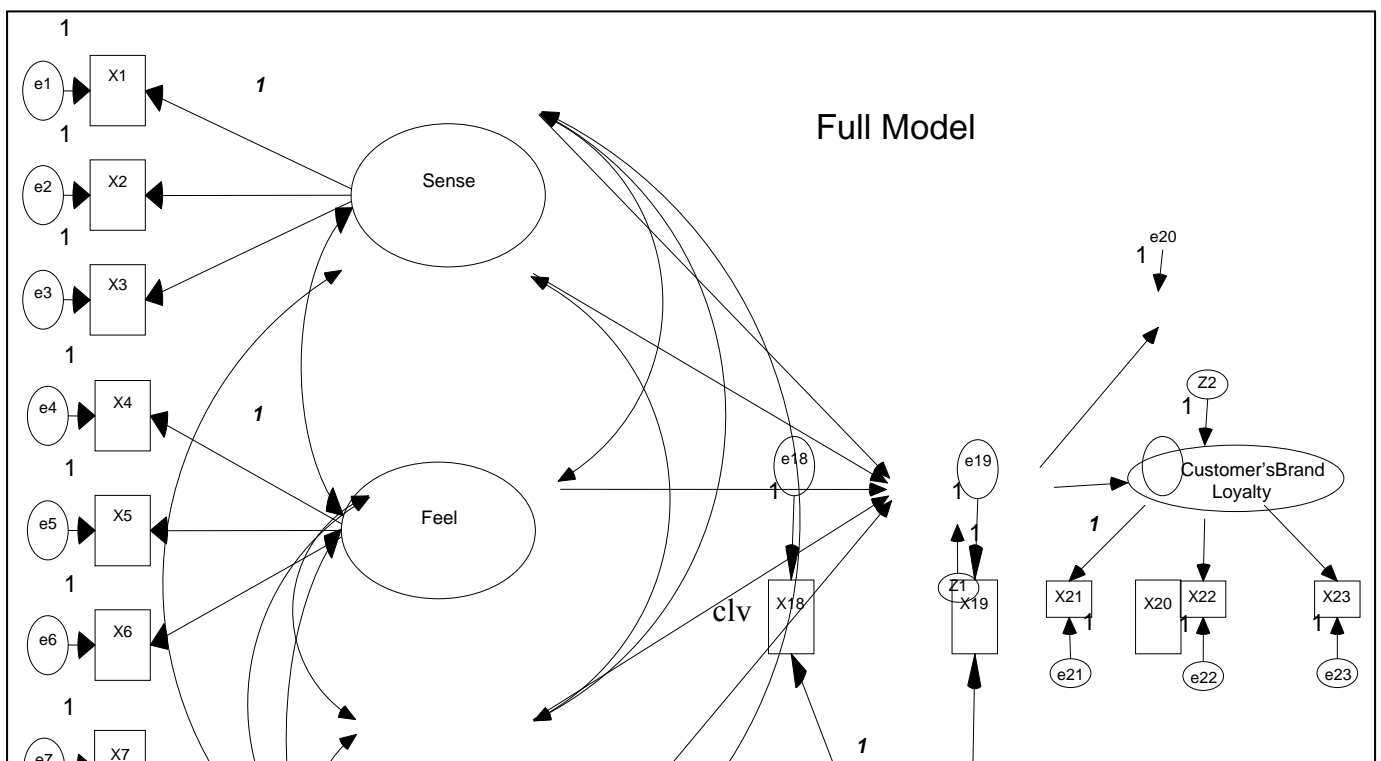 1
e1
X1
1
Full Model
1
e2
X2
Sense
1
e3
X3
e20
1
1
e4
X4
1
Z2
1
1
e5
X5
Feel
e18
1
e19
1
Customer'sBrand
Loyalty
1
1
1
e6
X6
clv
X18
Z1
X19
X21
1
X20
X22
1
X23
1
e21
e22
e23
1
e7
X7
1